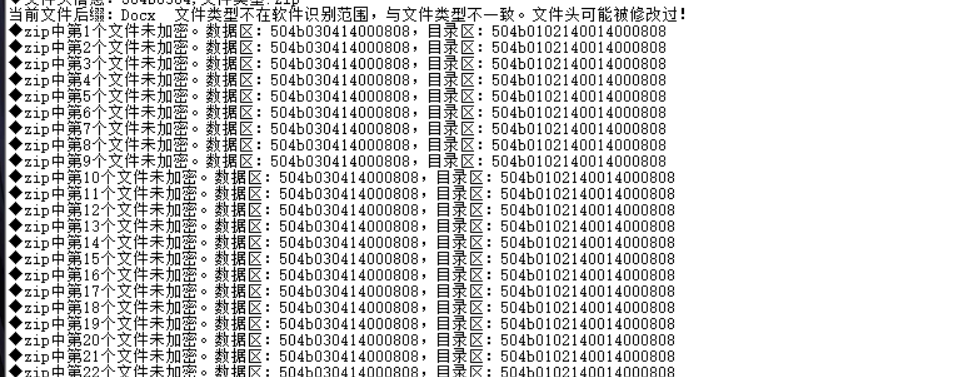 当前文件后缀：Docx  文件类型不在软件识别范围，与文件类型不一致。文件头可能被修改过！
◆zip中第1个文件未加密。数据区：504b030414000808，目录区：504b0102140014000808
◆zip中第2个文件未加密。数据区：504b030414000808，目录区：504b0102140014000808
◆zip中第3个文件未加密。数据区：504b030414000808，目录区：504b0102140014000808
◆zip中第4个文件未加密。数据区：504b030414000808，目录区：504b0102140014000808
◆zip中第5个文件未加密。数据区：504b030414000808，目录区：504b0102140014000808
◆zip中第6个文件未加密。数据区：504b030414000808，目录区：504b0102140014000808
◆zip中第7个文件未加密。数据区：504b030414000808，目录区：504b0102140014000808
◆zip中第8个文件未加密。数据区：504b030414000808，目录区：504b0102140014000808
◆zip中第9个文件未加密。数据区：504b030414000808，目录区：504b0102140014000808
◆zip中第10个文件未加密。数据区：504b030414000808，目录区：504b0102140014000808
◆zip中第11个文件未加密。数据区：504b030414000808，目录区：504b0102140014000808
◆zip中第12个文件未加密。数据区：504b030414000808，目录区：504b0102140014000808
◆zip中第13个文件未加密。数据区：504b030414000808，目录区：504b0102140014000808
◆zip中第14个文件未加密。数据区：504b030414000808，目录区：504b0102140014000808
◆zip中第15个文件未加密。数据区：504b030414000808，目录区：504b0102140014000808
◆zip中第16个文件未加密。数据区：504b030414000808，目录区：504b0102140014000808
◆zip中第17个文件未加密。数据区：504b030414000808，目录区：504b0102140014000808
◆zip中第18个文件未加密。数据区：504b030414000808，目录区：504b0102140014000808
◆zip中第19个文件未加密。数据区：504b030414000808，目录区：504b0102140014000808
◆zip中第20个文件未加密。数据区：504b030414000808，目录区：504b0102140014000808
◆zip中第21个文件未加密。数据区：504b030414000808，目录区：504b0102140014000808
◆zip中第22个文件未加密。数据区：504b030414000808，目录区：504b0102140014000808